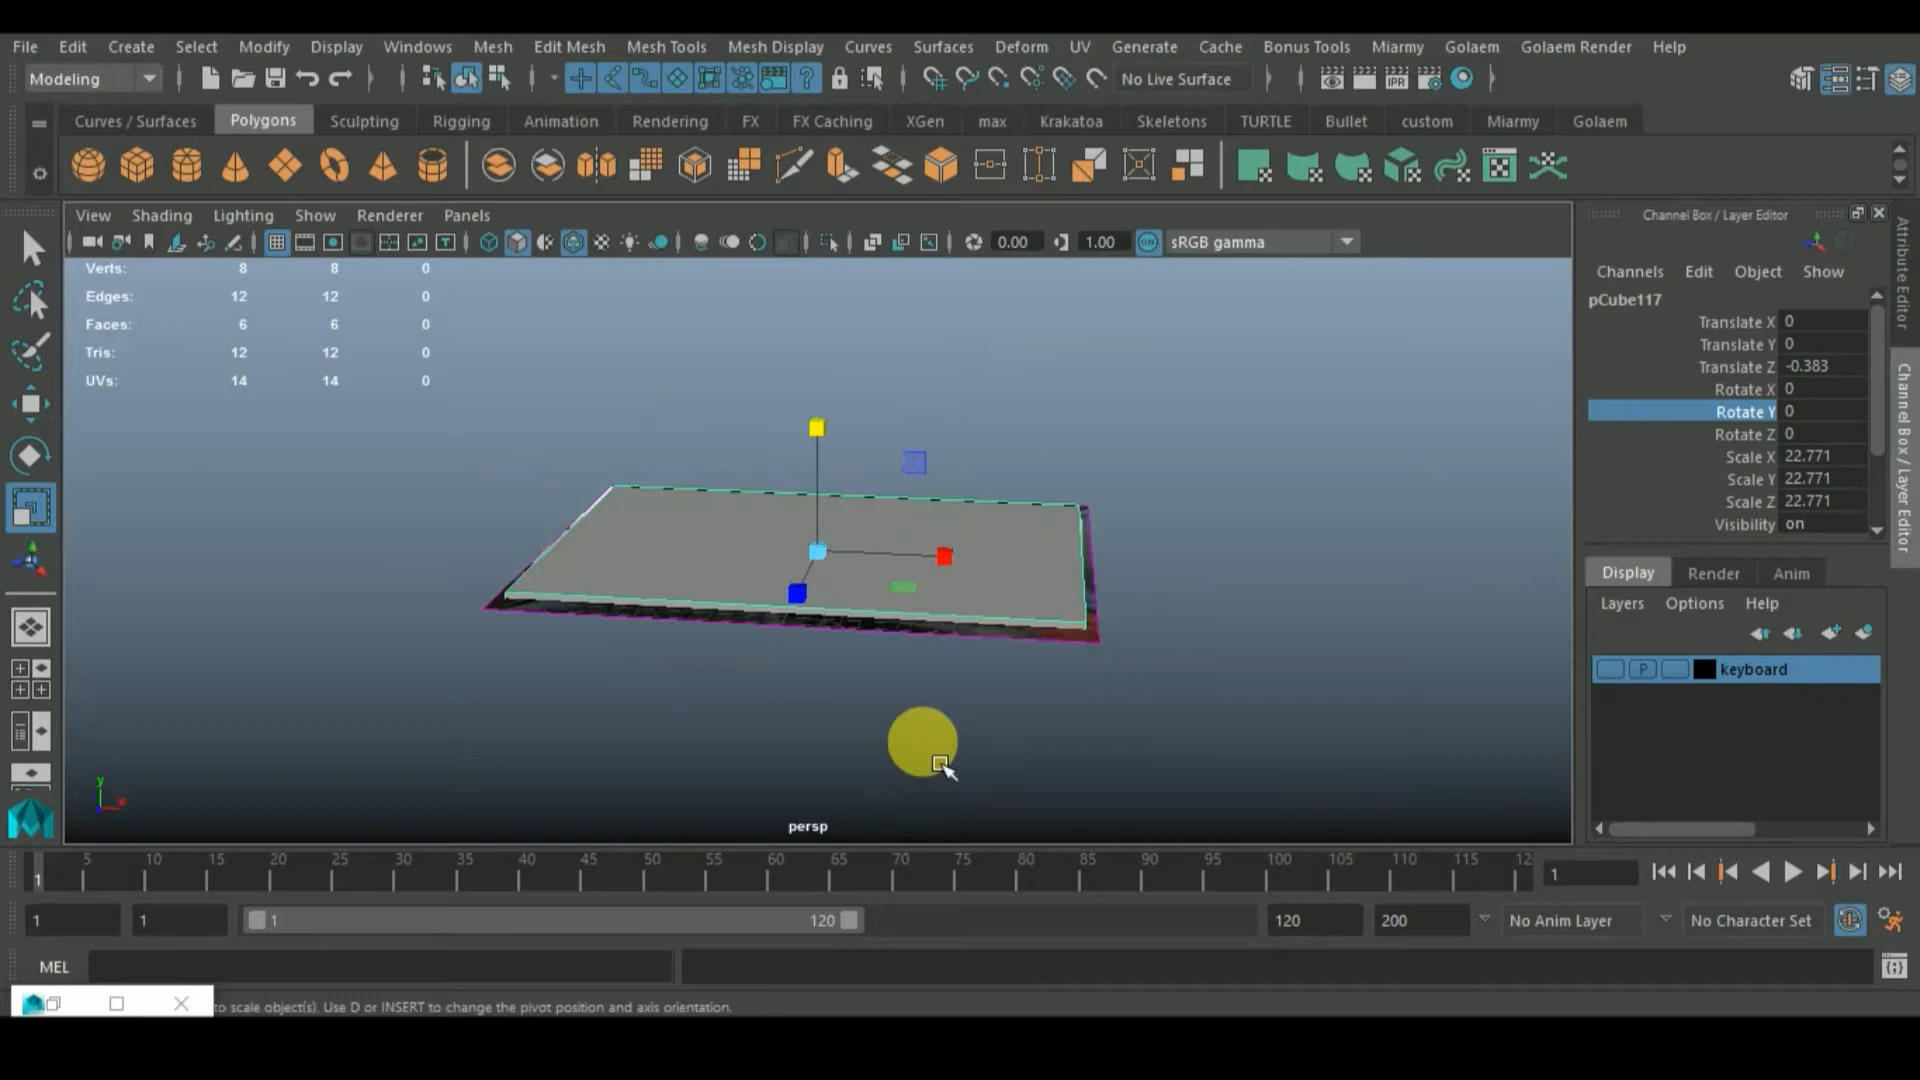 File Edit Create Select Modify Display Windows Mesh Edit Mesh Mesh Tools Mesh Display Curves Surfaces Deform UV Generate Cache Bonus Tools Miarmy Golaem Golaem Render Help
Modeling No Live Surface
Curves / Surfaces Polygons Sculpting Rigging Animation Rendering FX FX Caching XGen max Krakatoa Skeletons TURTLE Bullet custom Miarmy Golaem
View Shading Lighting Show Renderer Panels
0.00 1.00 ON sRGB gamma
Verts: 8 8 0
Edges: 12 12 0
Faces: 6 6 0
Tris: 12 12 0
UVs: 14 14 0
y
x
persp
Channel Box / Layer Editor
Channels Edit Object Show
pCube117
Translate X 0
Translate Y 0
Translate Z -0.383
Rotate X 0
Rotate Y 0
Rotate Z 0
Scale X 22.771
Scale Y 22.771
Scale Z 22.771
Visibility on
Display Render Anim
Layers Options Help
P keyboard
Attribute Editor
Channel Box / Layer Editor
5 10 15 20 25 30 35 40 45 50 55 60 65 70 75 80 85 90 95 100 105 110 115 12
1 1
1 1 1 120 120 200 No Anim Layer No Character Set
MEL
to scale object(s). Use D or INSERT to change the pivot position and axis orientation.
IPR